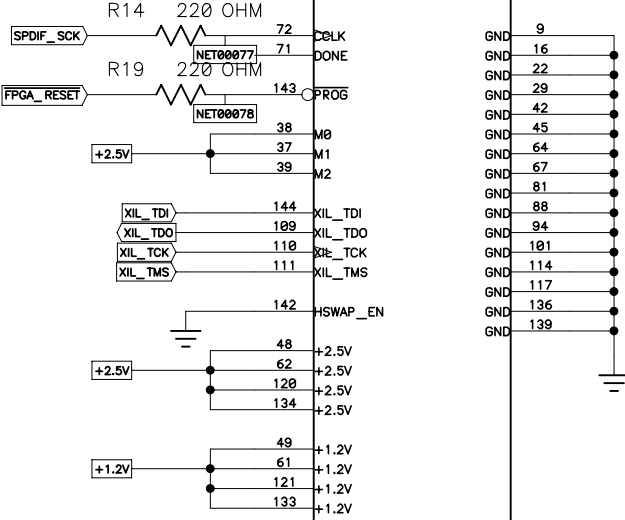 R14 220 OHM
SPDIF_SCK 72 CCLK
NET00077 71 DONE
R19 220 OHM
FPGA_RESET 143 PROG
NET00078
38 M0
+2.5V 37 M1
39 M2
XIL_TDI 144 XIL_TDI
XIL_TDO 109 XIL_TDO
XIL_TCK 110 XIL_TCK
XIL_TMS 111 XIL_TMS
142 HSWAP_EN
48 +2.5V
+2.5V 62 +2.5V
120 +2.5V
134 +2.5V
49 +1.2V
+1.2V 61 +1.2V
121 +1.2V
133 +1.2V
GND 9
GND 16
GND 22
GND 29
GND 42
GND 45
GND 64
GND 67
GND 81
GND 88
GND 94
GND 101
GND 114
GND 117
GND 136
GND 139